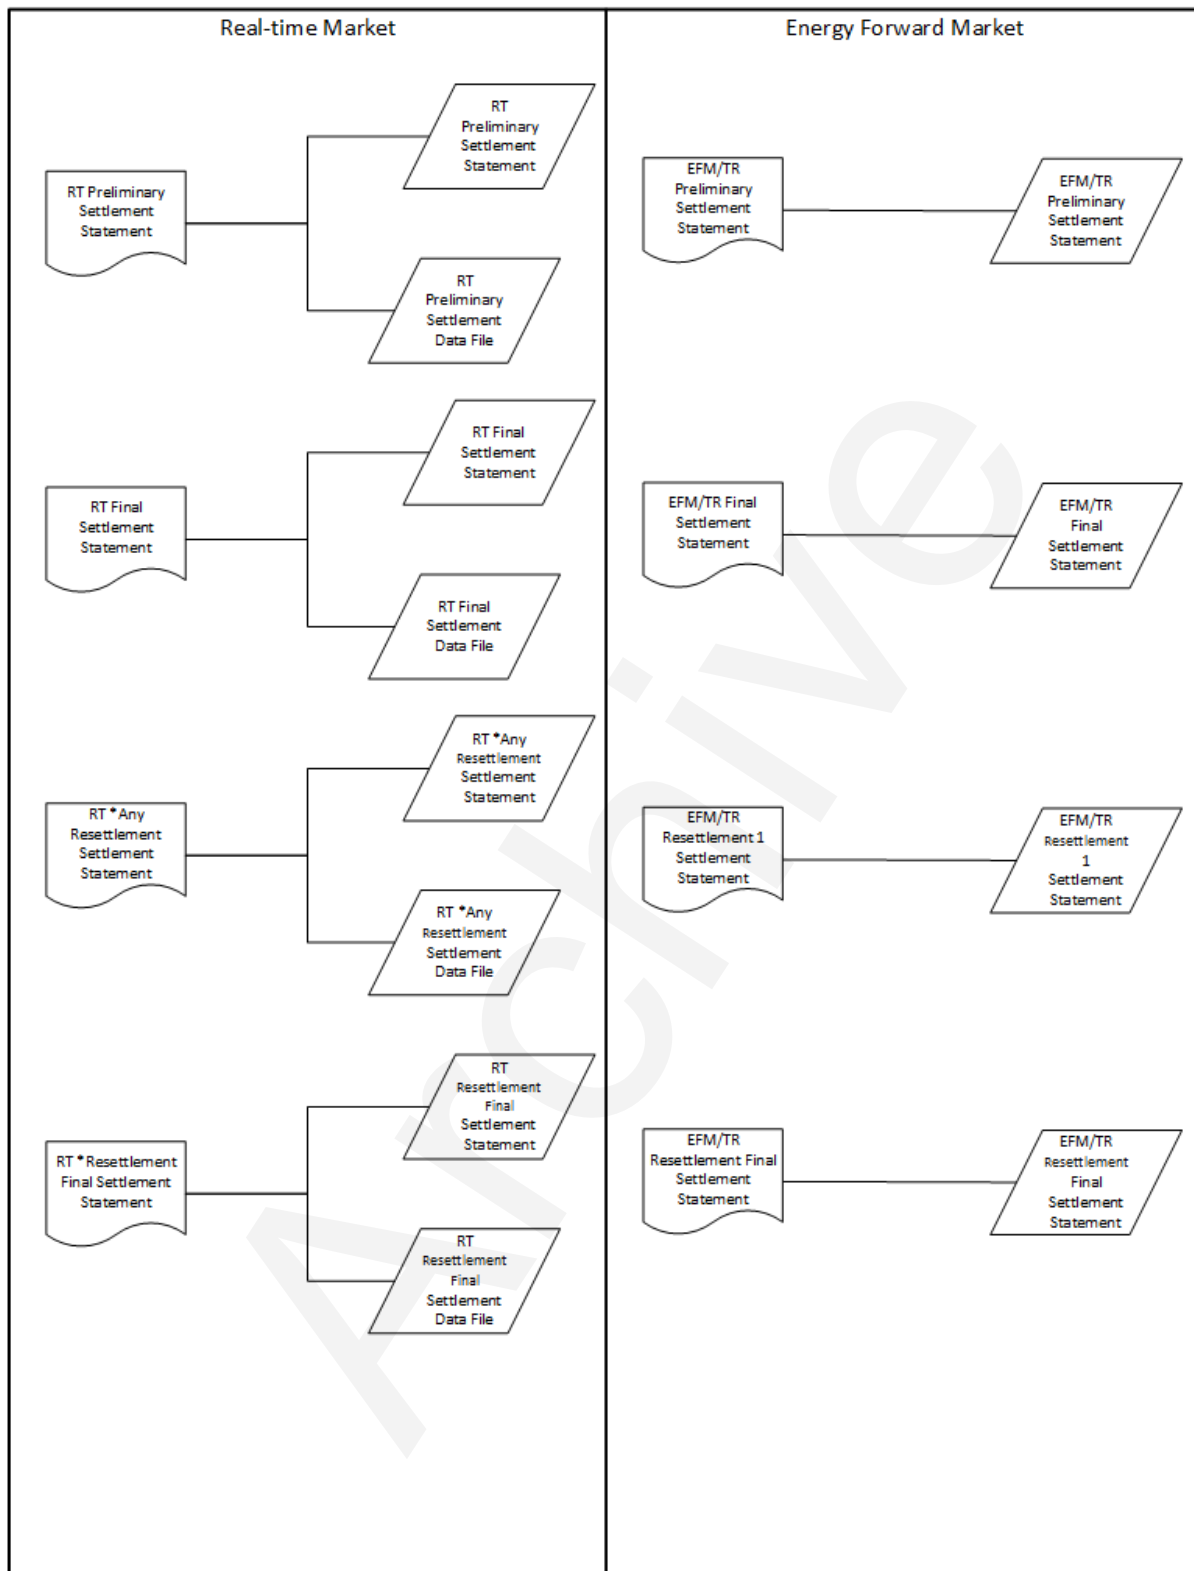 Real-time Market
RT
Preliminary
Settlement
Statement
RT Preliminary
Settlement
Statement
RT
Preliminary
Settlement
Data File
RT Final
Settlement
Statement
RT Final
Settlement
Statement
RT Final
Settlement
Data File
RT *Any
Resettlement
Settlement
Statement
RT *Any
Resettlement
Settlement
Statement
RT *Any
Resettlement
Settlement
Data File
RT
Resettlement
Final
Settlement
Statement
RT *Resettlement
Final Settlement
Statement
RT
Resettlement
Final
Settlement
Data File
Energy Forward Market
EFM/TR
Preliminary
Settlement
Statement
EFM/TR
Preliminary
Settlement
Statement
EFM/TR Final
Settlement
Statement
EFM/TR
Final
Settlement
Statement
EFM/TR
Resettlement 1
Settlement
Statement
EFM/TR
Resettlement
1
Settlement
Statement
EFM/TR
Resettlement Final
Settlement
Statement
EFM/TR
Resettlement
Final
Settlement
Statement
Archive